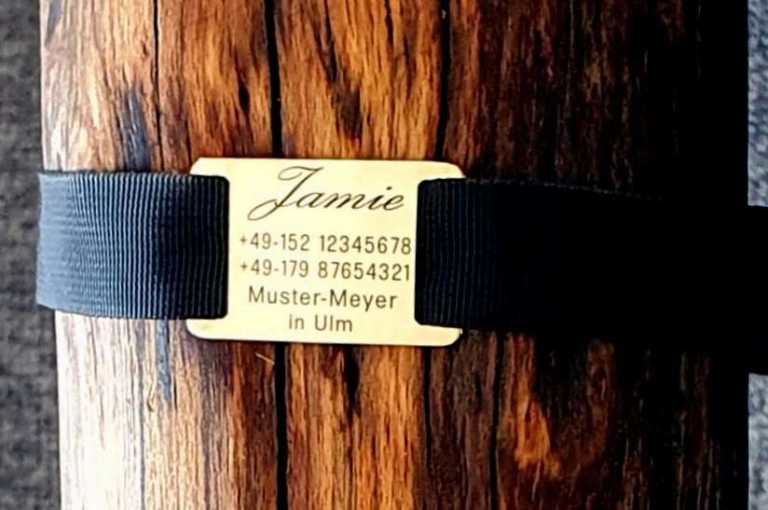 Jamie
+49-152 12345678
+49-179 87654321
Muster-Meyer
in Ulm